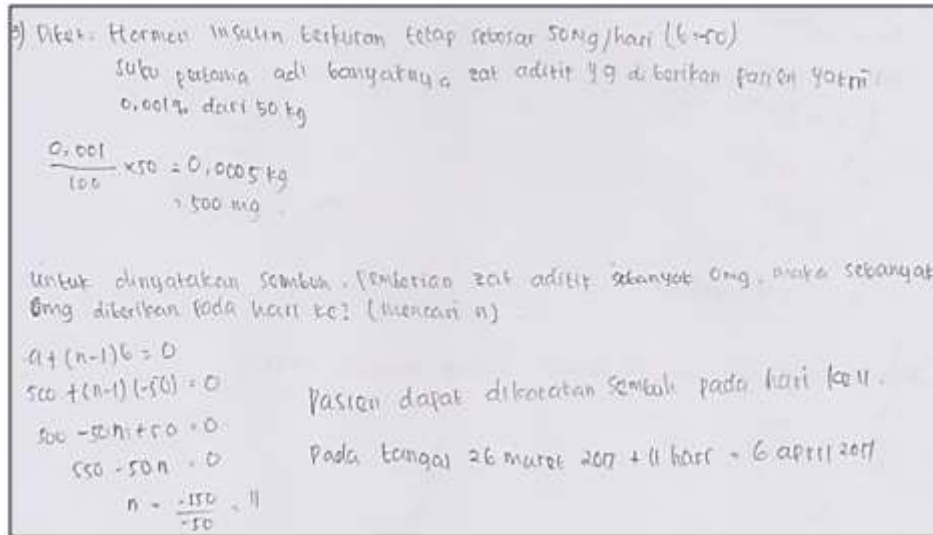 3) Diket: Hormon insulin berkuran tetap sebesar 50mg/hari (b=-50)
Suku pertama adl banyaknya zat aditif yg diberikan pasien yakni
0,001% dari 50 kg
0,001/100 x50 = 0,0005 kg
= 500 mg.
Untuk dinyatakan sembuh. Pemberian zat aditif sebanyak 0mg. maka sebanyak
0mg diberikan pada hari ke? (mencari n)
a+(n-1)b = 0
500 +(n-1)(-50) = 0
500 -50n+50 = 0
550 -50n = 0
n = -550/-50 = 11
Pasien dapat dikatakan sembuh pada hari ke 11.
Pada tanggal 26 maret 2017 + 11 hari = 6 april 2017